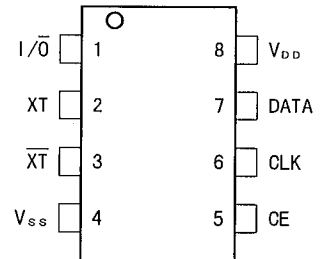 I/O̅ 1 8 VDD
XT 2 7 DATA
X̅T̅ 3 6 CLK
Vss 4 5 CE